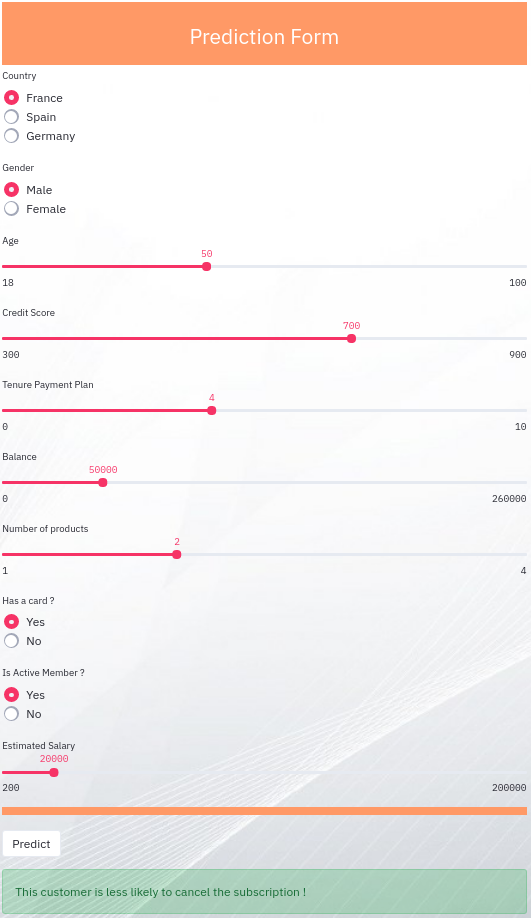 Prediction Form
Country
France
Spain
Germany
Gender
Male
Female
Age
50
18 100
Credit Score
700
300 900
Tenure Payment Plan
4
0 10
Balance
50000
0 260000
Number of products
2
1 4
Has a card ?
Yes
No
Is Active Member ?
Yes
No
Estimated Salary
20000
200 200000
Predict
This customer is less likely to cancel the subscription !